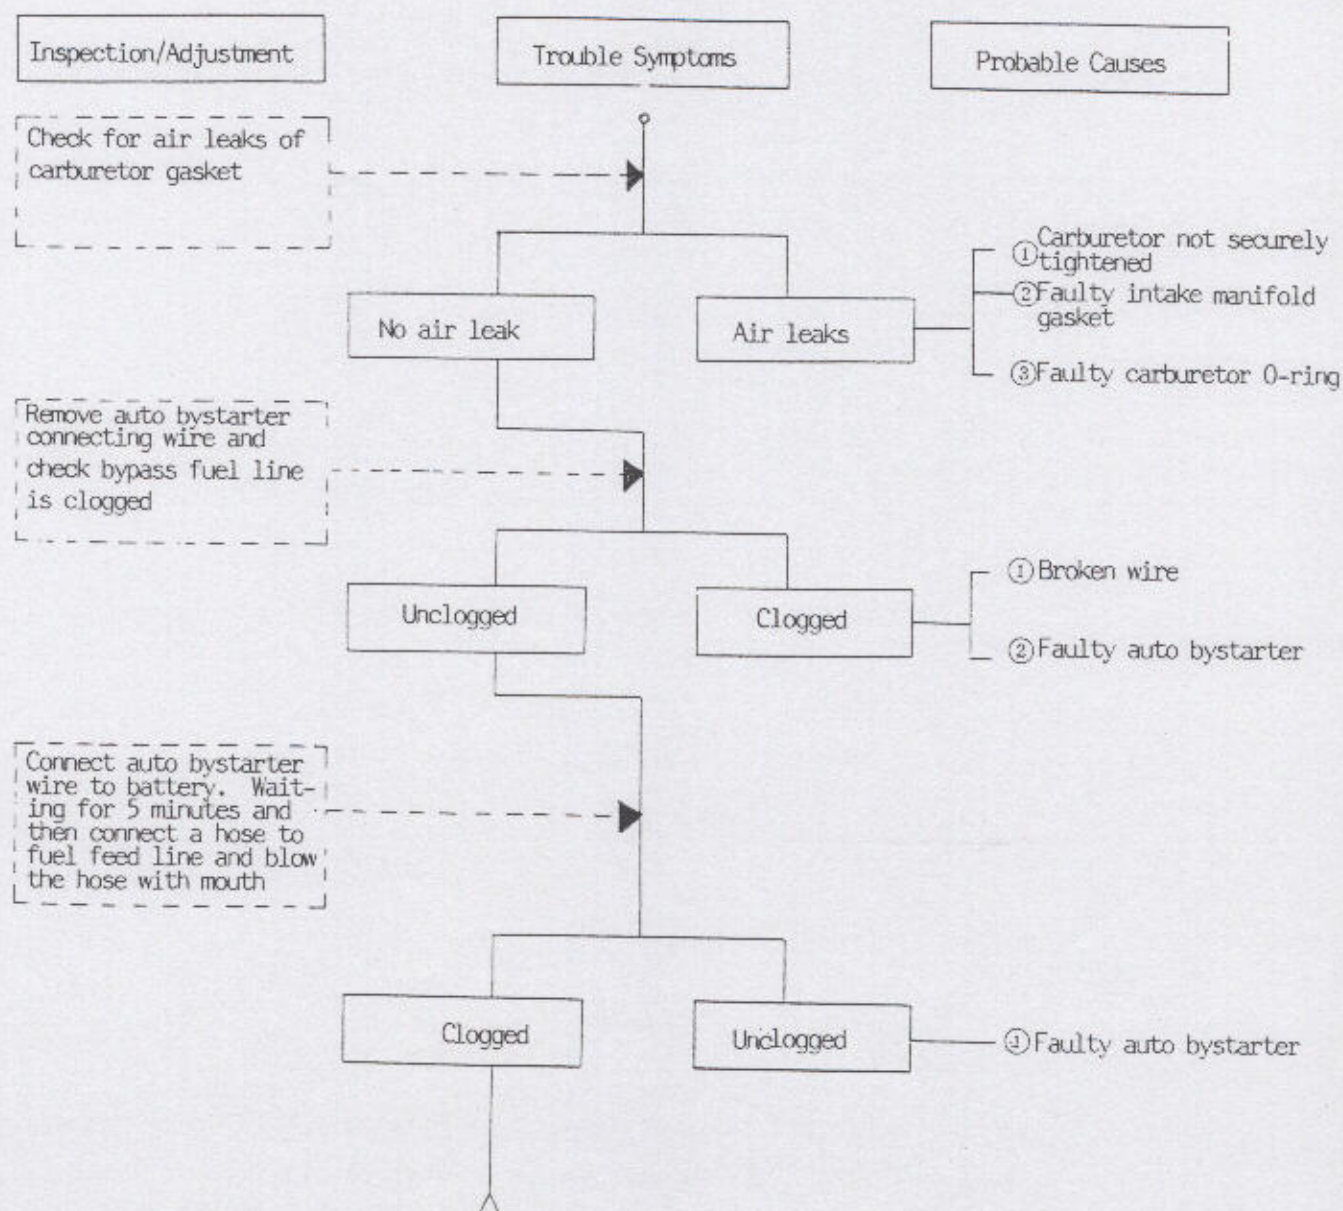 Inspection/Adjustment
Trouble Symptoms
Probable Causes
Check for air leaks of
carburetor gasket
No air leak
Air leaks
①Carburetor not securely
tightened
②Faulty intake manifold
gasket
③Faulty carburetor O-ring
Remove auto bystarter
connecting wire and
check bypass fuel line
is clogged
Unclogged
Clogged
①Broken wire
②Faulty auto bystarter
Connect auto bystarter
wire to battery. Wait-
ing for 5 minutes and
then connect a hose to
fuel feed line and blow
the hose with mouth
Clogged
Unclogged
①Faulty auto bystarter